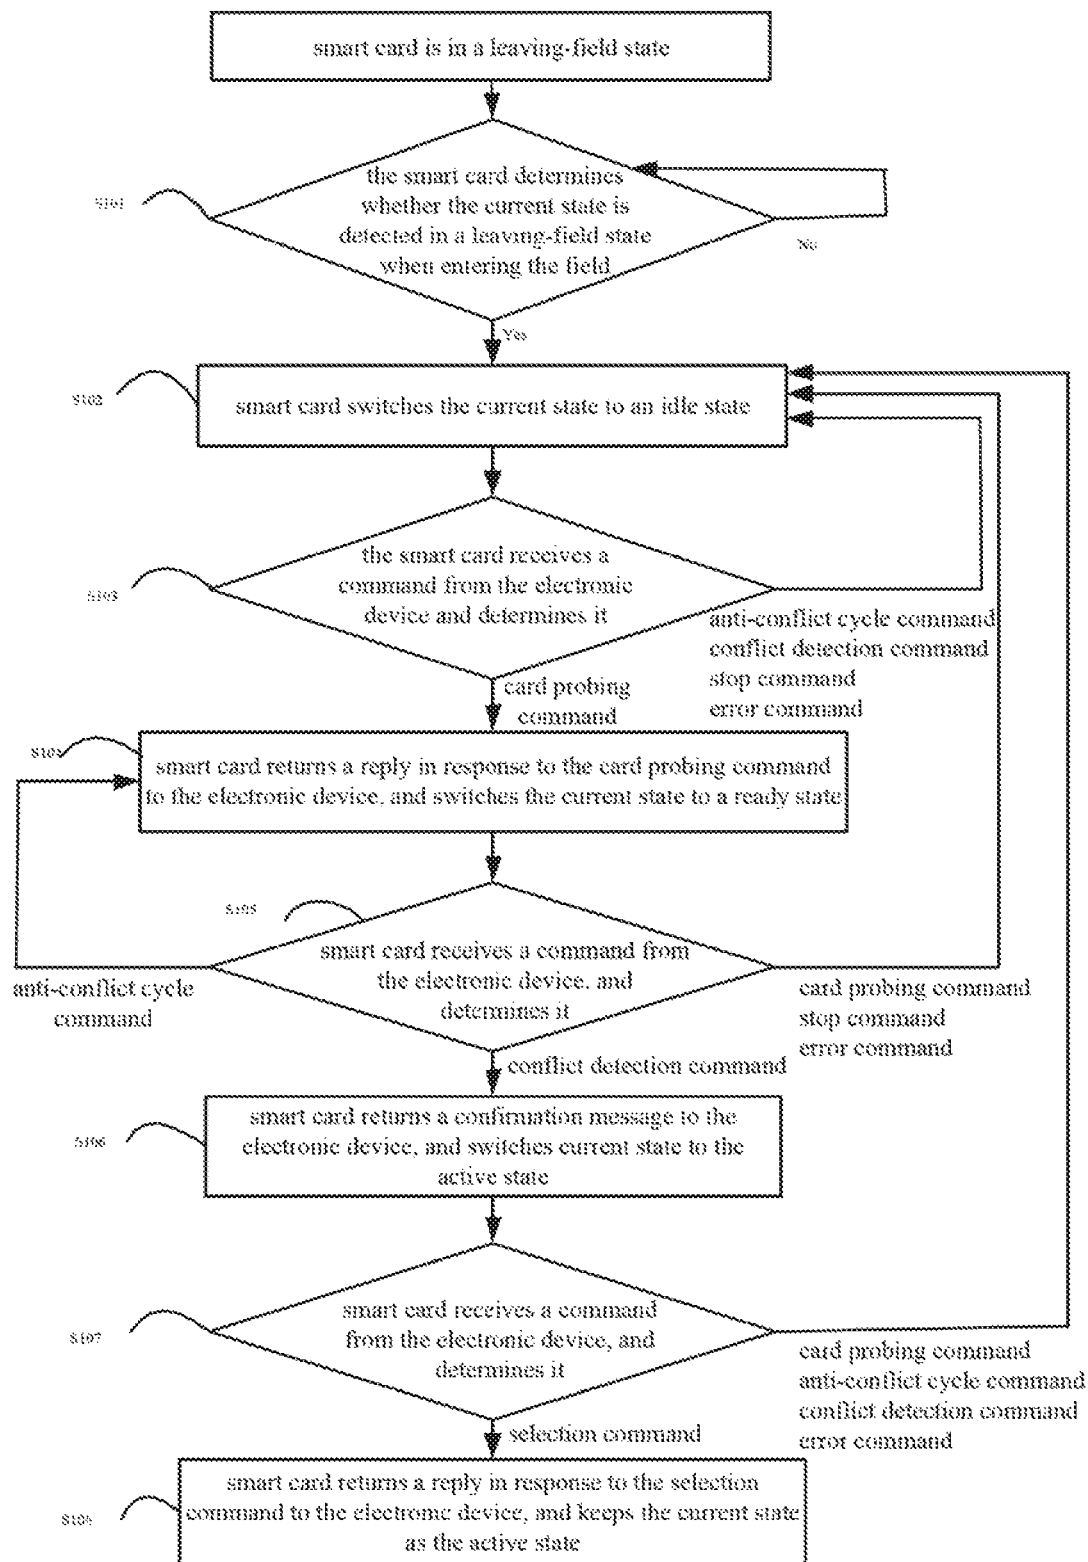 smart card is in a leaving-field state
S101
the smart card determines
whether the current state is
detected in a leaving-field state
when entering the field
No
Yes
S102
smart card switches the current state to an idle state
S103
the smart card receives a
command from the electronic
device and determines it
anti-conflict cycle command
conflict detection command
stop command
error command
card probing
command
smart card returns a reply in response to the card probing command
to the electronic device, and switches the current state to a ready state
S105
smart card receives a command from
the electronic device, and
determines it
anti-conflict cycle
command
card probing command
stop command
error command
conflict detection command
S106
smart card returns a confirmation message to the
electronic device, and switches current state to the
active state
S107
smart card receives a command
from the electronic device, and
determines it
card probing command
anti-conflict cycle command
conflict detection command
error command
selection command
smart card returns a reply in response to the selection
command to the electronic device, and keeps the current state
as the active state